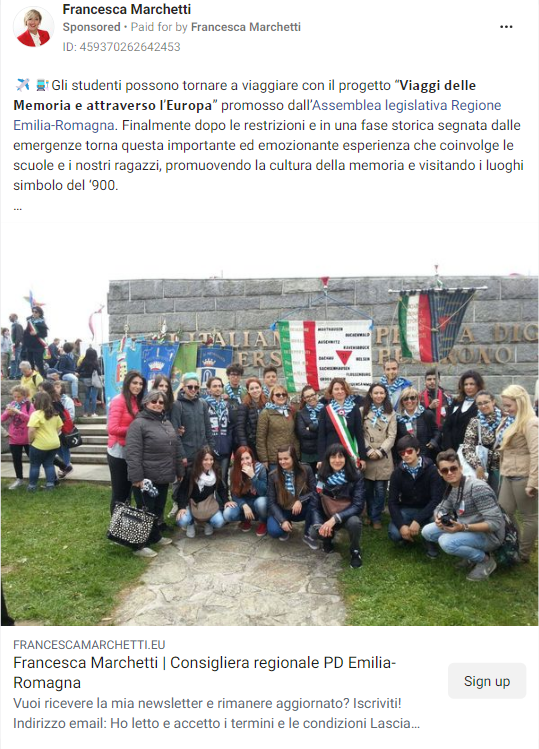 Francesca Marchetti
Sponsored • Paid for by Francesca Marchetti
ID: 459370262642453
Gli studenti possono tornare a viaggiare con il progetto “Viaggi delle
Memoria e attraverso l’Europa” promosso dall’Assemblea legislativa Regione
Emilia-Romagna. Finalmente dopo le restrizioni e in una fase storica segnata dalle
emergenze torna questa importante ed emozionante esperienza che coinvolge le
scuole e i nostri ragazzi, promuovendo la cultura della memoria e visitando i luoghi
simbolo del ‘900.
...
MAUTHAUSEN
BUCHENWALD
AUSCHWITZ
RAVENSBRUCK
DACHAU
BELSEN
FLOSSENBURG
FRANCESCAMARCHETTI.EU
Francesca Marchetti | Consigliera regionale PD Emilia-
Romagna
Sign up
Vuoi ricevere la mia newsletter e rimanere aggiornato? Iscriviti!
Indirizzo email: Ho letto e accetto i termini e le condizioni Lascia...